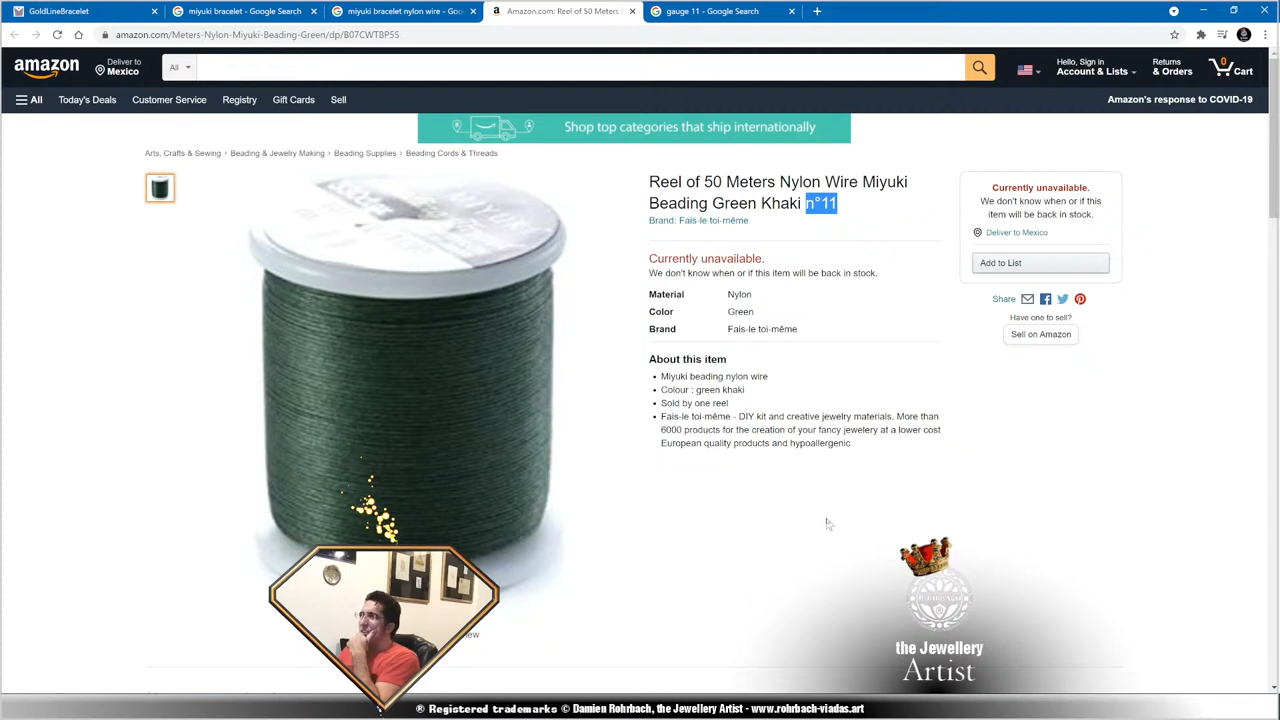 GoldLineBracelet
miyuki bracelet - Google Search
miyuki bracelet nylon wire - Goo
Amazon.com: Reel of 50 Meters
gauge 11 - Google Search
amazon.com/Meters-Nylon-Miyuki-Beading-Green/dp/B07CWTBPSS
amazon
Deliver to
Mexico
All
Hello, Sign in
Account & Lists
Returns
& Orders
0
Cart
All
Today's Deals
Customer Service
Registry
Gift Cards
Sell
Amazon's response to COVID-19
Shop top categories that ship internationally
Arts, Crafts & Sewing › Beading & Jewelry Making › Beading Supplies › Beading Cords & Threads
Reel of 50 Meters Nylon Wire Miyuki
Beading Green Khaki n°11
Brand: Fais-le toi-même
Currently unavailable.
We don't know when or if this item will be back in stock.
Material Nylon
Color Green
Brand Fais-le toi-même
About this item
• Miyuki beading nylon wire
• Colour : green khaki
• Sold by one reel
• Fais-le toi-même - DIY kit and creative jewelry materials. More than
6000 products for the creation of your fancy jewelery at a lower cost
European quality products and hypoallergenic
Currently unavailable.
We don't know when or if this
item will be back in stock.
Deliver to Mexico
Add to List
Share
Have one to sell?
Sell on Amazon
the Jewellery
Artist
® Registered trademarks © Damien Rohrbach, the Jewellery Artist - www.rohrbach-viadas.art